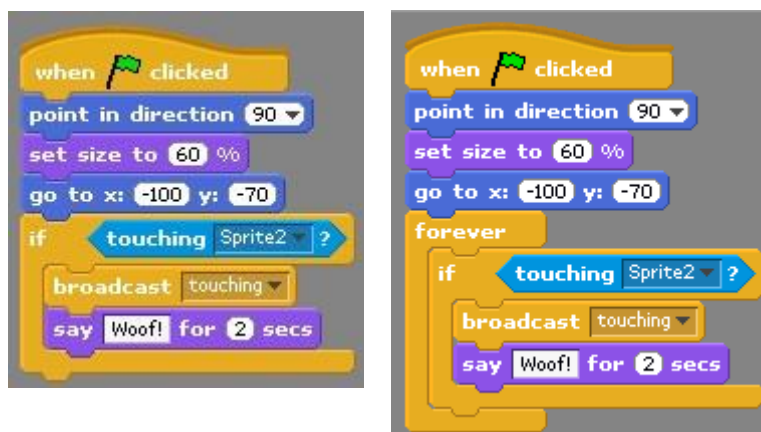 when clicked
point in direction 90
set size to 60 %
go to x: -100 y: -70
if touching Sprite2 ?
broadcast touching
say Woof! for 2 secs
when clicked
point in direction 90
set size to 60 %
go to x: -100 y: -70
forever
if touching Sprite2 ?
broadcast touching
say Woof! for 2 secs